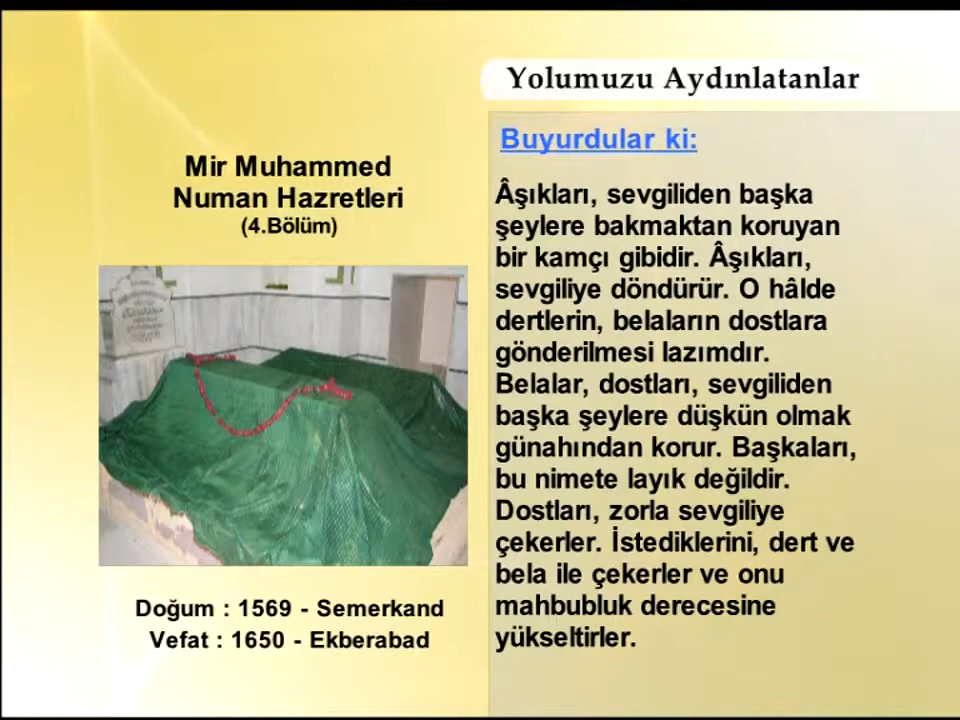 Yolumuzu Aydınlatanlar
Mir Muhammed
Numan Hazretleri
(4.Bölüm)
Doğum : 1569 - Semerkand
Vefat : 1650 - Ekberabad
Buyurdular ki:
Âşıkları, sevgiliden başka
şeylere bakmaktan koruyan
bir kamçı gibidir. Âşıkları,
sevgiliye döndürür. O hâlde
dertlerin, belaların dostlara
gönderilmesi lazımdır.
Belalar, dostları, sevgiliden
başka şeylere düşkün olmak
günahından korur. Başkaları,
bu nimete layık değildir.
Dostları, zorla sevgiliye
çekerler. İstediklerini, dert ve
bela ile çekerler ve onu
mahbubluk derecesine
yükseltirler.